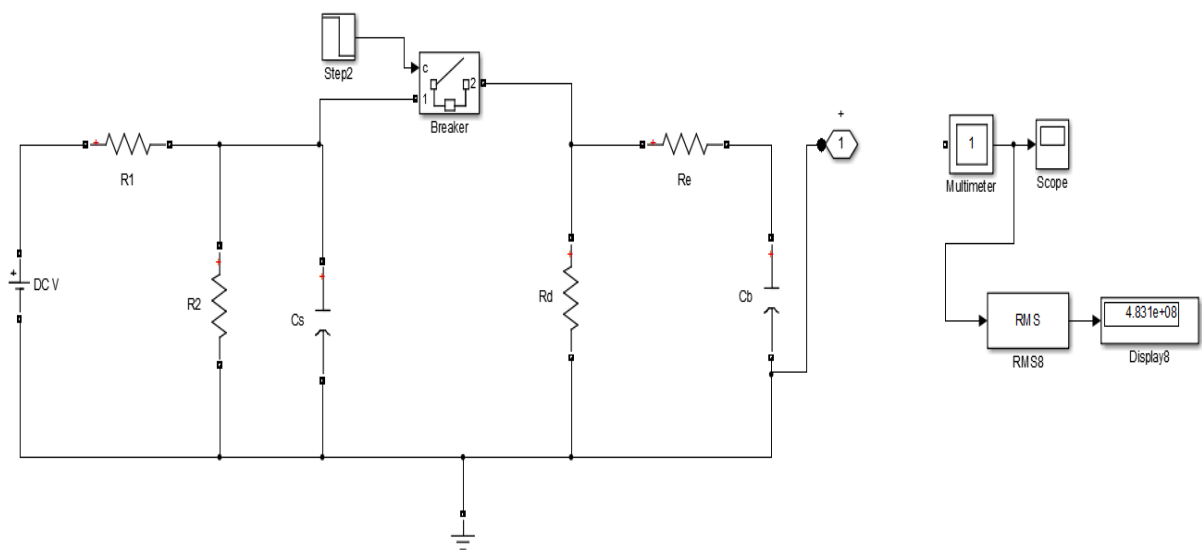 Step2
c
1
2
Breaker
+
R1
Re
1
1
Multimeter
Scope
+
DC V
R2
Cs
Rd
Cb
RMS
RMS8
4.831e+08
Display8